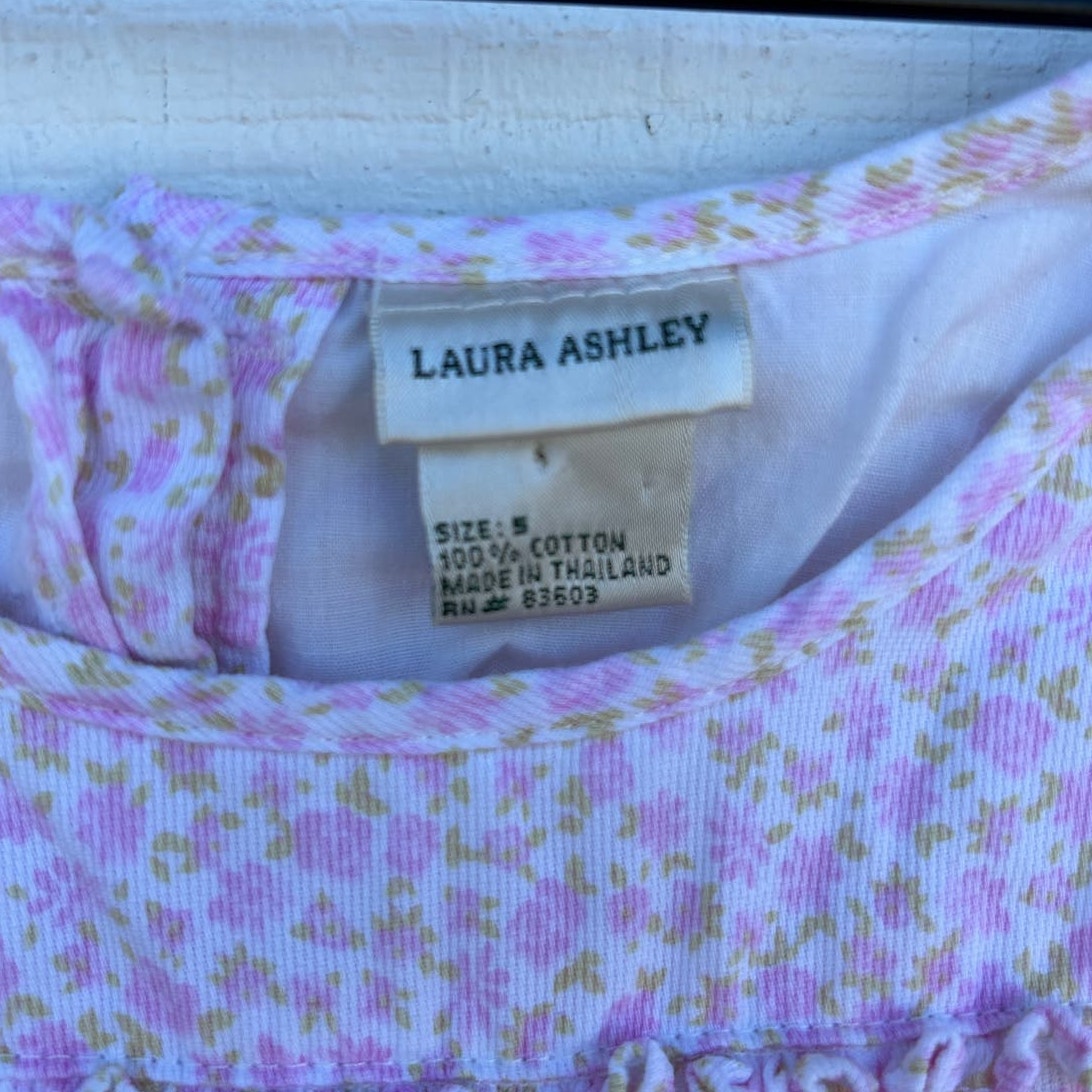 LAURA ASHLEY
SIZE: 5
100% COTTON
MADE IN THAILAND
RN # 83603